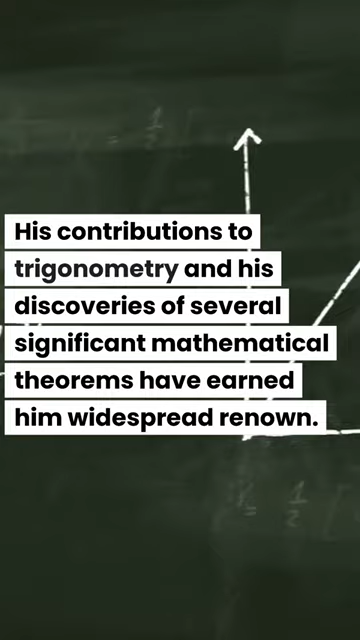 His contributions to
trigonometry and his
discoveries of several
significant mathematical
theorems have earned
him widespread renown.